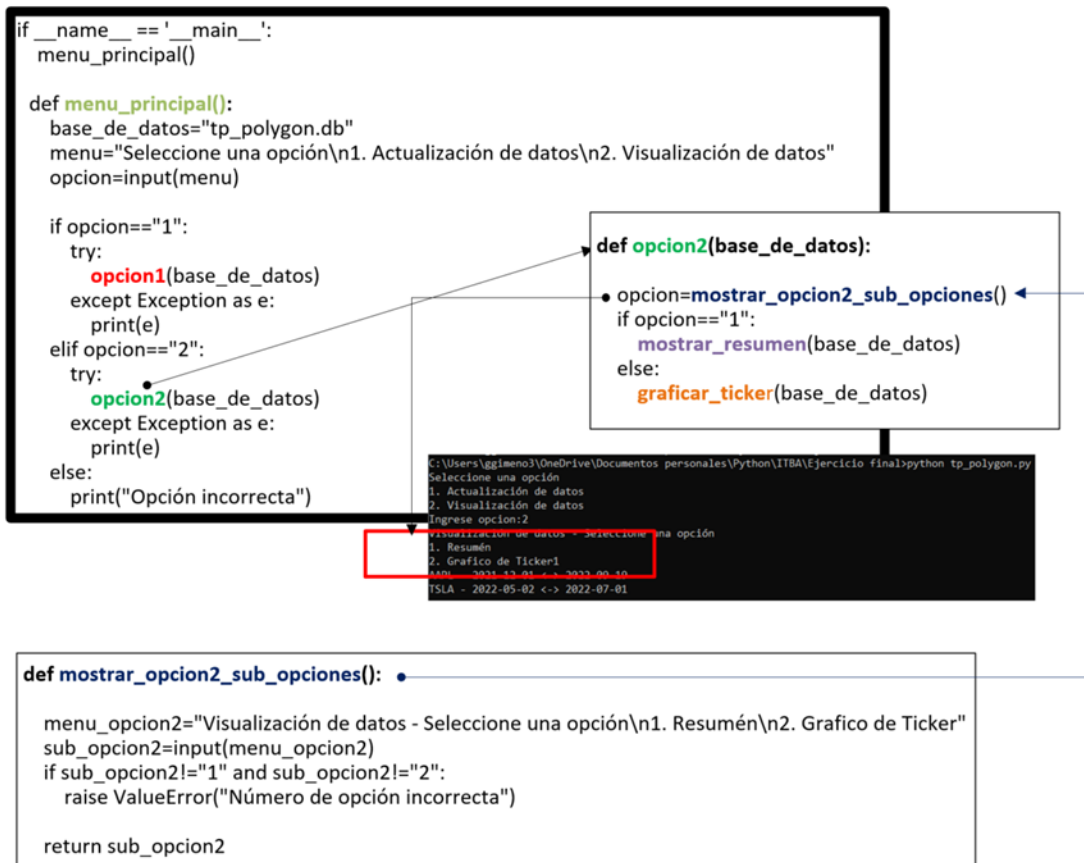 if __name__ == '__main__':
menu_principal()
def menu_principal():
base_de_datos="tp_polygon.db"
menu="Seleccione una opción\n1. Actualización de datos\n2. Visualización de datos"
opcion=input(menu)
if opcion=="1":
try:
opcion1(base_de_datos)
except Exception as e:
print(e)
elif opcion=="2":
try:
opcion2(base_de_datos)
except Exception as e:
print(e)
else:
print("Opción incorrecta")
def opcion2(base_de_datos):
opcion=mostrar_opcion2_sub_opciones()
if opcion=="1":
mostrar_resumen(base_de_datos)
else:
graficar_ticker(base_de_datos)
C:\Users\ggimeno3\OneDrive\Documentos personales\Python\ITBA\Ejercicio final>python tp_polygon.py
Seleccione una opción
1. Actualización de datos
2. Visualización de datos
Ingrese opcion:2
Visualización de datos - Seleccione una opción
1. Resumén
2. Grafico de Ticker1
AAPL - 2021-12-01 <-> 2022-09-19
TSLA - 2022-05-02 <-> 2022-07-01
def mostrar_opcion2_sub_opciones():
menu_opcion2="Visualización de datos - Seleccione una opción\n1. Resumén\n2. Grafico de Ticker"
sub_opcion2=input(menu_opcion2)
if sub_opcion2!="1" and sub_opcion2!="2":
raise ValueError("Número de opción incorrecta")
return sub_opcion2